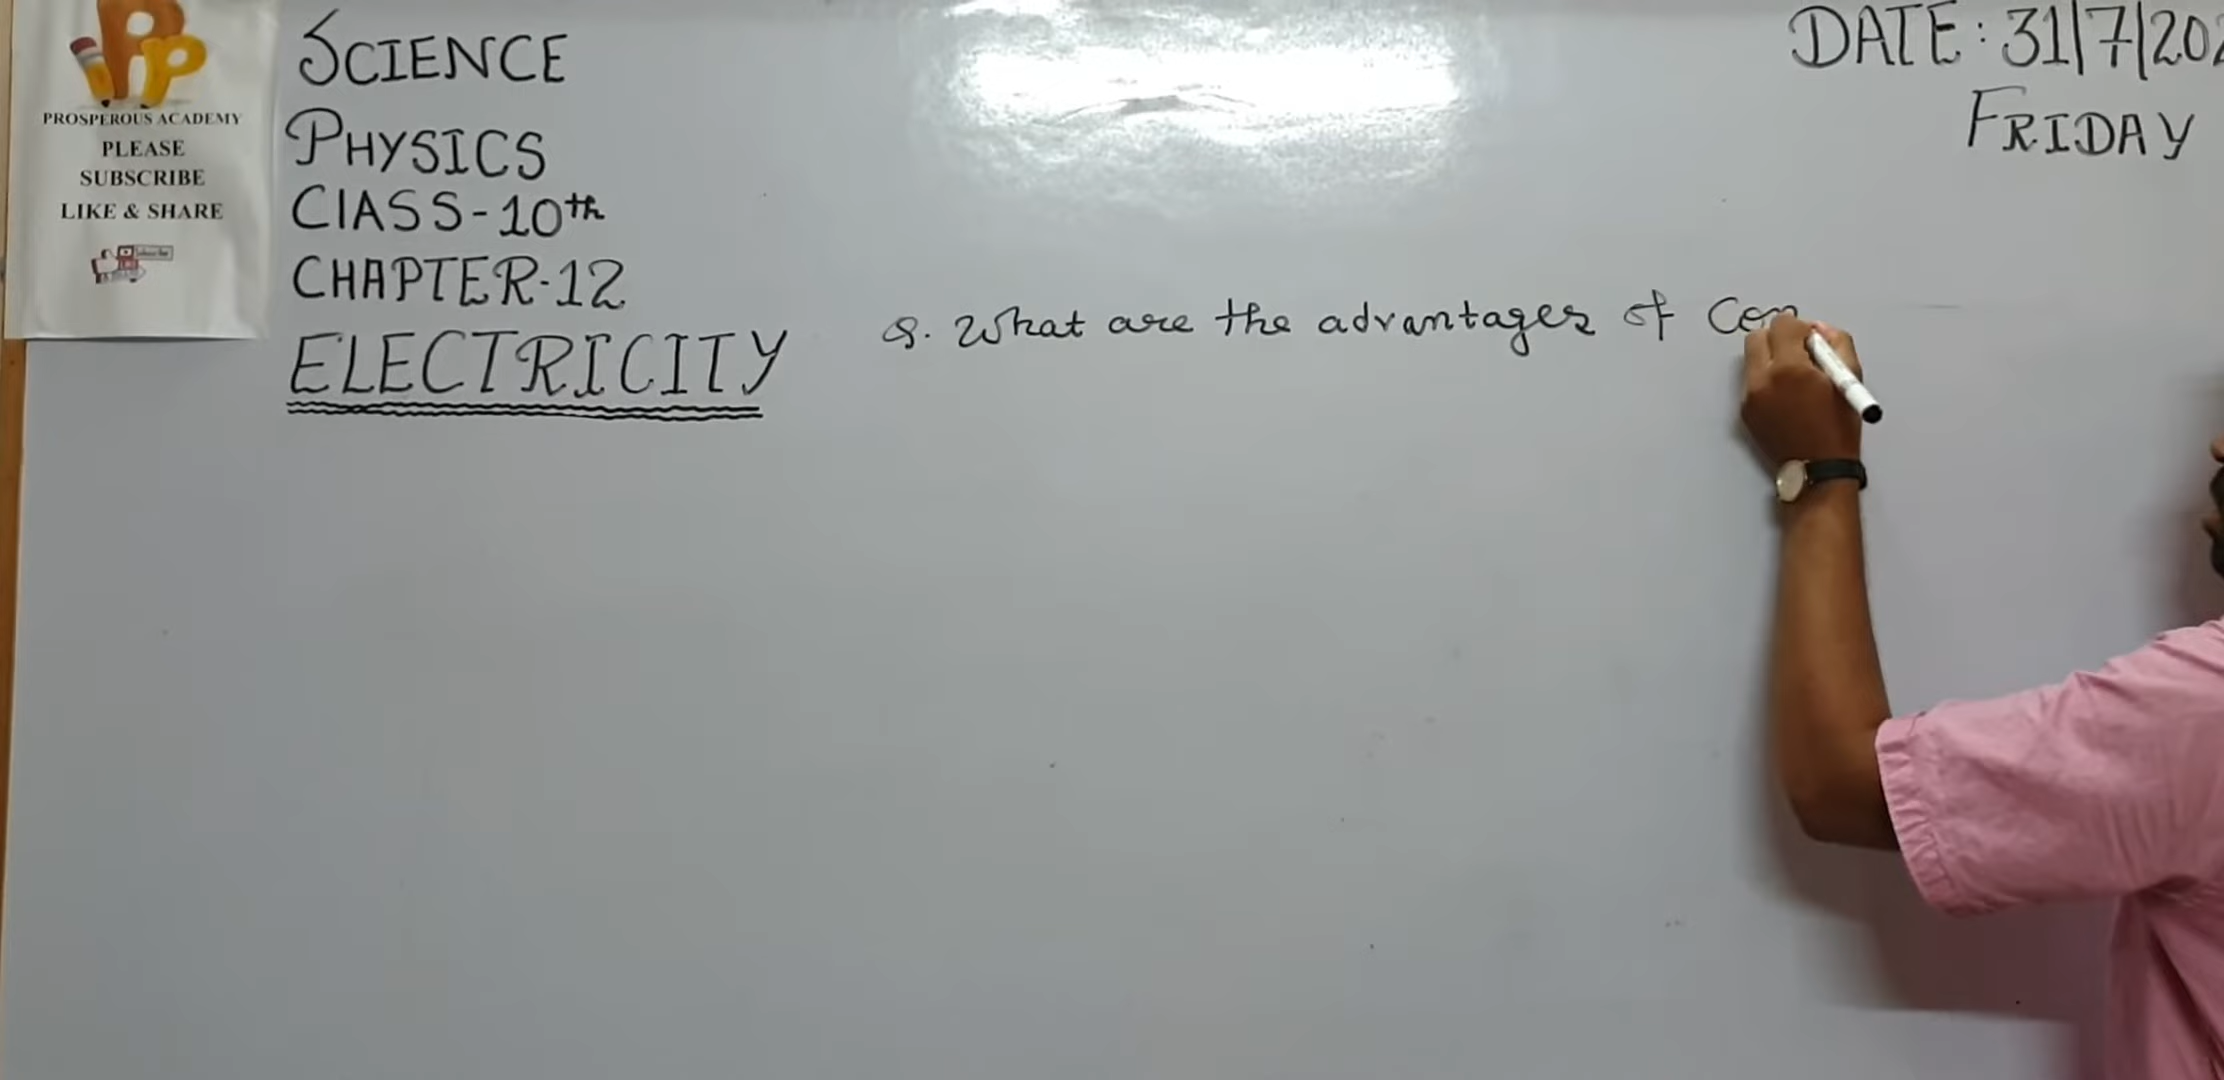 PROSPEROUS ACADEMY
PLEASE
SUBSCRIBE
LIKE & SHARE
SCIENCE
PHYSICS
ClASS-10th
CHAPTER-12
ELECTRICITY
DATE: 31/7/202
FRIDAY
Q. What are the advantages of Con